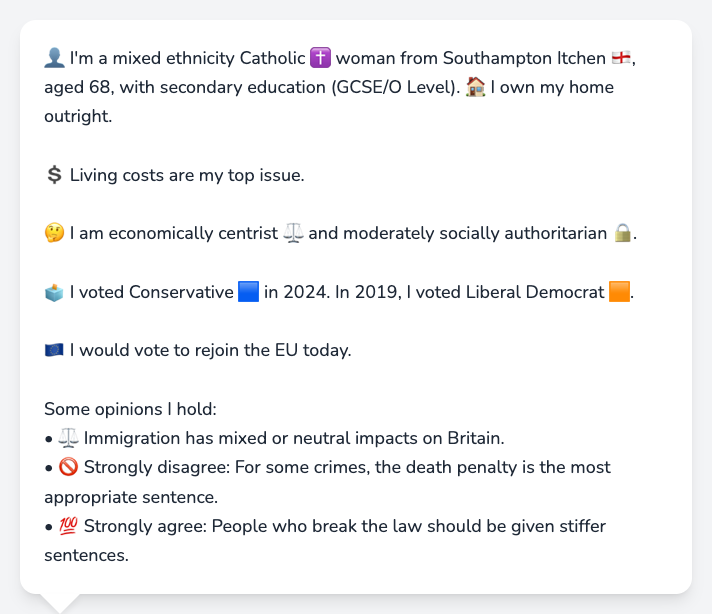 👤 I'm a mixed ethnicity Catholic ✝️ woman from Southampton Itchen 🏴󠁧󠁢󠁥󠁮󠁧󠁿,
aged 68, with secondary education (GCSE/O Level). 🏠 I own my home
outright.
💲 Living costs are my top issue.
🤔 I am economically centrist ⚖️ and moderately socially authoritarian 🔒.
🗳️ I voted Conservative 🟦 in 2024. In 2019, I voted Liberal Democrat 🟧.
🇪🇺 I would vote to rejoin the EU today.
Some opinions I hold:
• ⚖️ Immigration has mixed or neutral impacts on Britain.
• 🚫 Strongly disagree: For some crimes, the death penalty is the most
appropriate sentence.
• 💯 Strongly agree: People who break the law should be given stiffer
sentences.